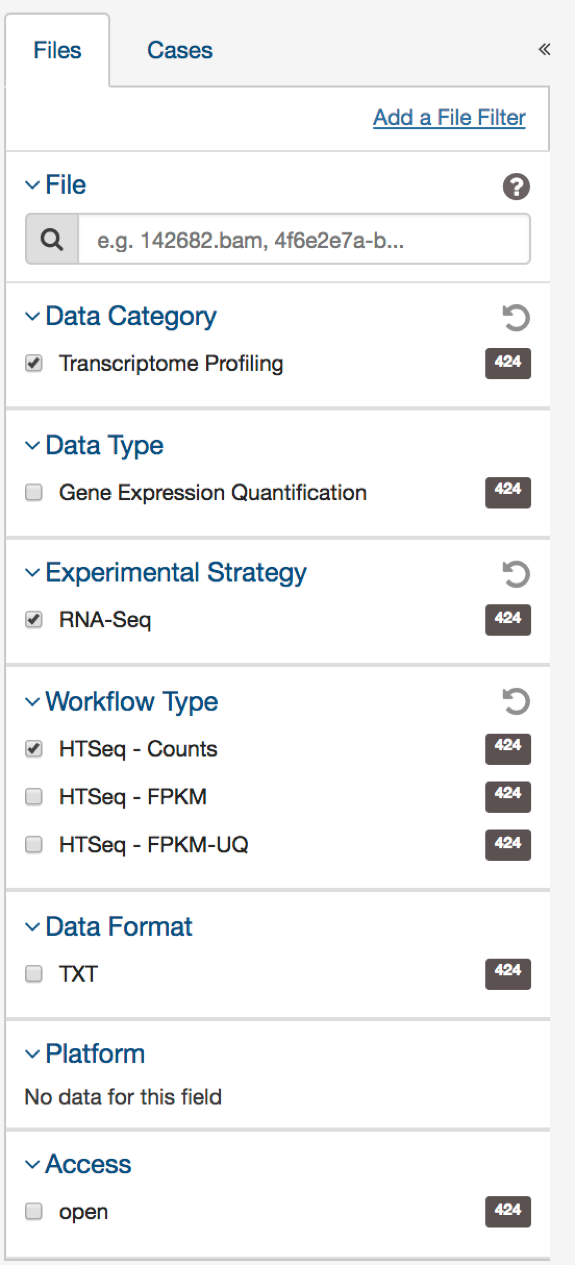 Files Cases «
Add a File Filter
File ?
e.g. 142682.bam, 4f6e2e7a-b...
Data Category
Transcriptome Profiling 424
Data Type
Gene Expression Quantification 424
Experimental Strategy
RNA-Seq 424
Workflow Type
HTSeq - Counts 424
HTSeq - FPKM 424
HTSeq - FPKM-UQ 424
Data Format
TXT 424
Platform
No data for this field
Access
open 424